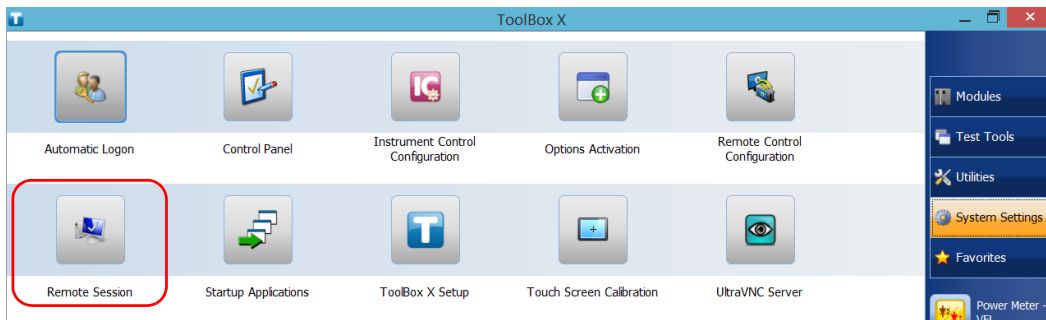 ToolBox X
Automatic Logon
Control Panel
Instrument Control
Configuration
Options Activation
Remote Control
Configuration
Remote Session
Startup Applications
ToolBox X Setup
Touch Screen Calibration
UltraVNC Server
Modules
Test Tools
Utilities
System Settings
Favorites
Power Meter -
VFL